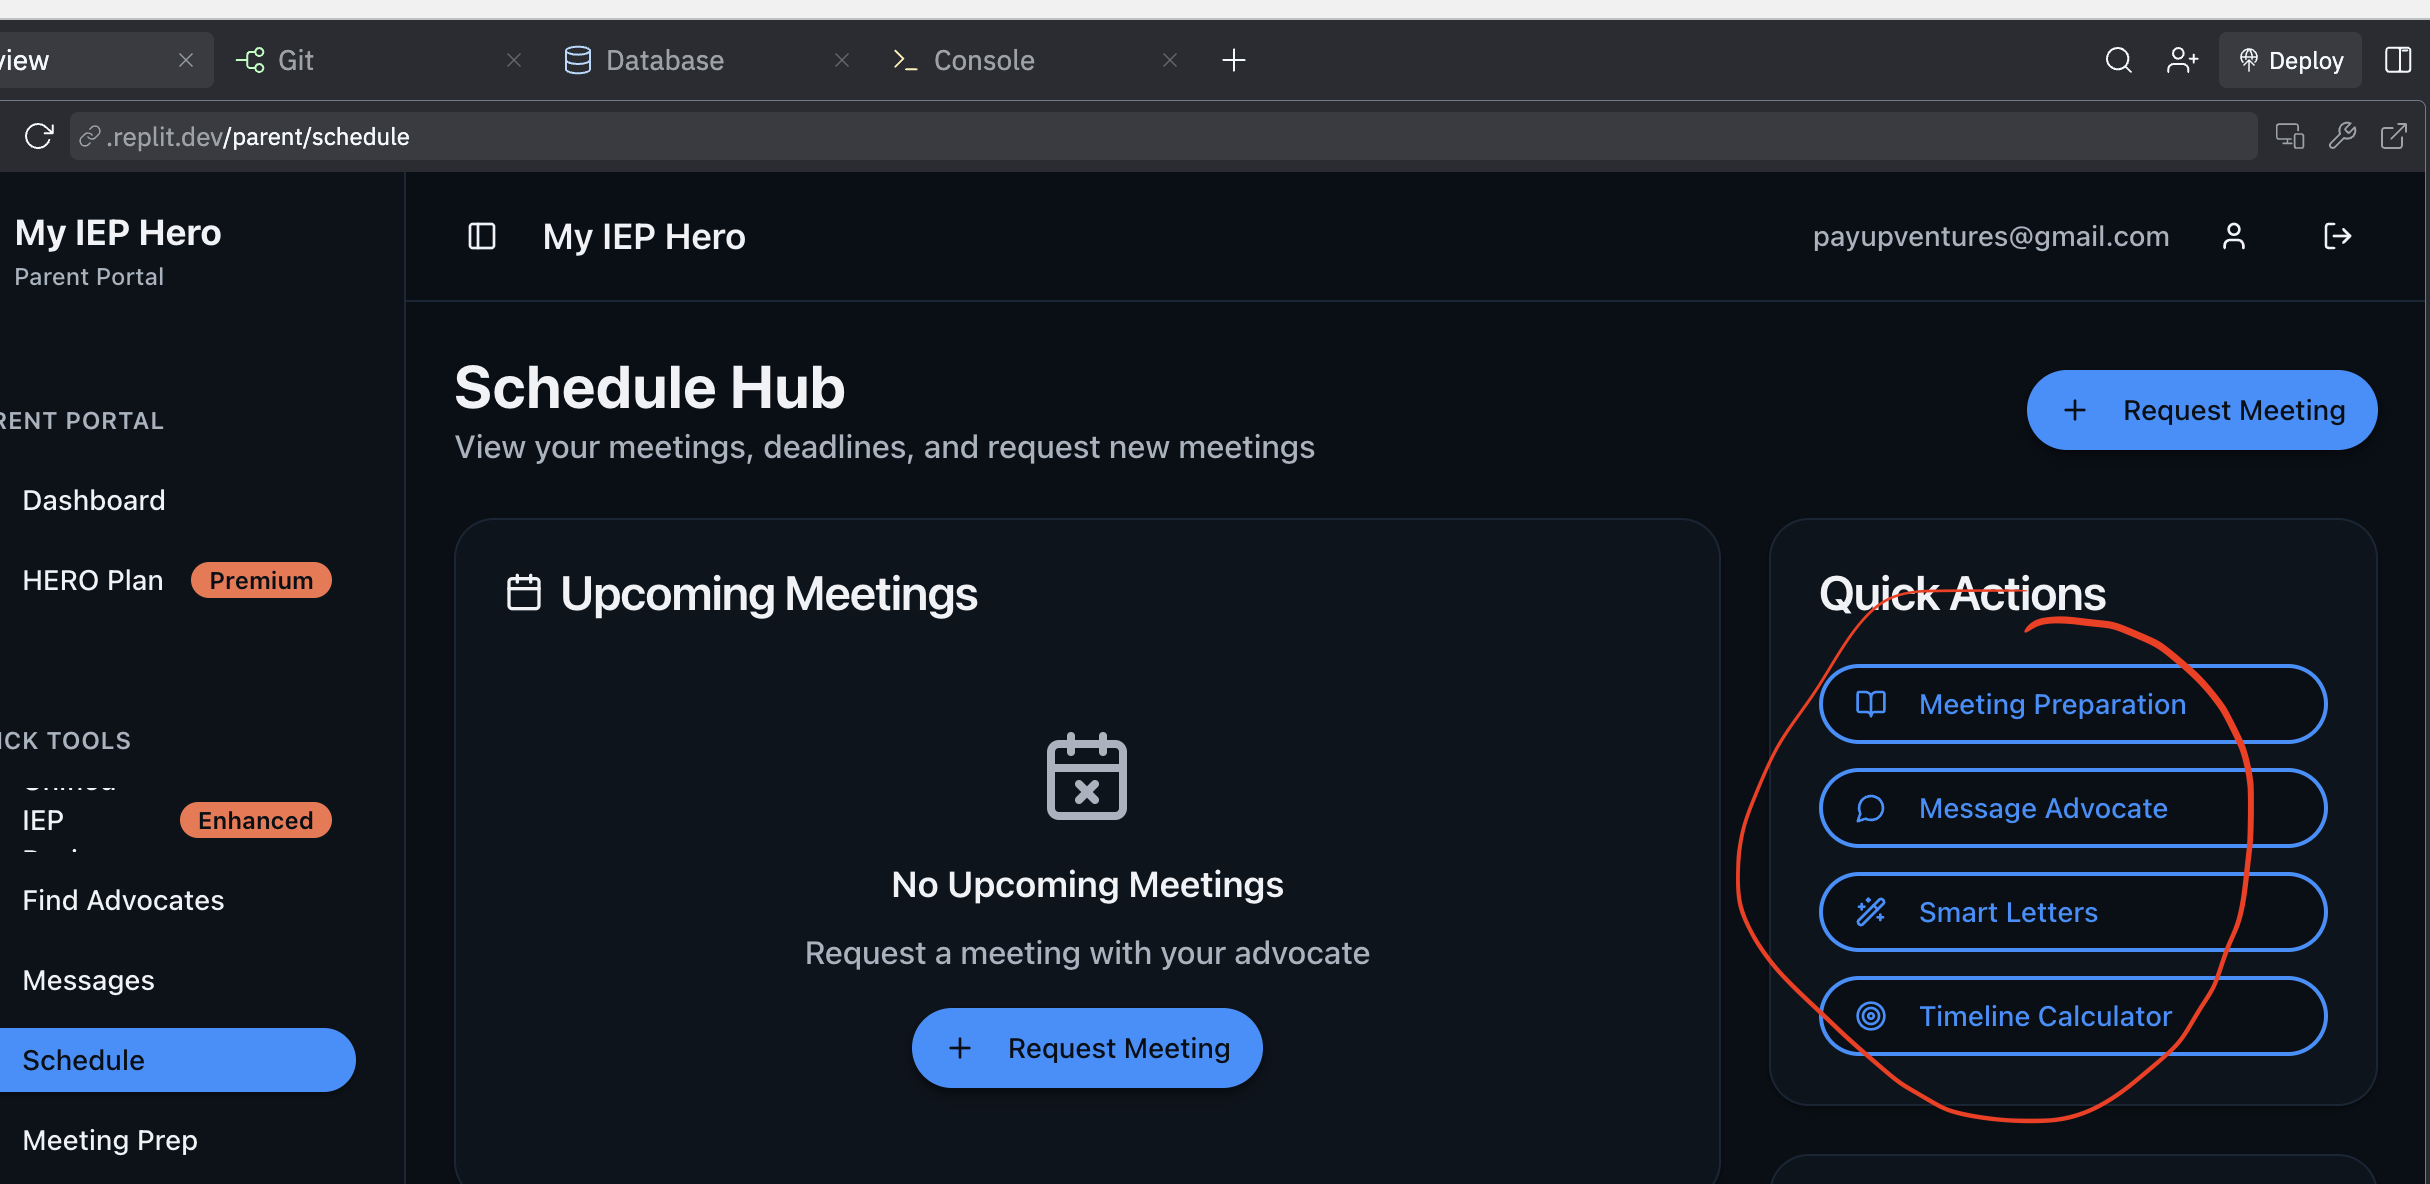 view
Git
Database
Console
Deploy
.replit.dev/parent/schedule
My IEP Hero
Parent Portal
My IEP Hero
payupventures@gmail.com
RENT PORTAL
Dashboard
HERO Plan
Premium
ICK TOOLS
IEP
Enhanced
Find Advocates
Messages
Schedule
Meeting Prep
Schedule Hub
View your meetings, deadlines, and request new meetings
Request Meeting
Upcoming Meetings
No Upcoming Meetings
Request a meeting with your advocate
Request Meeting
Quick Actions
Meeting Preparation
Message Advocate
Smart Letters
Timeline Calculator